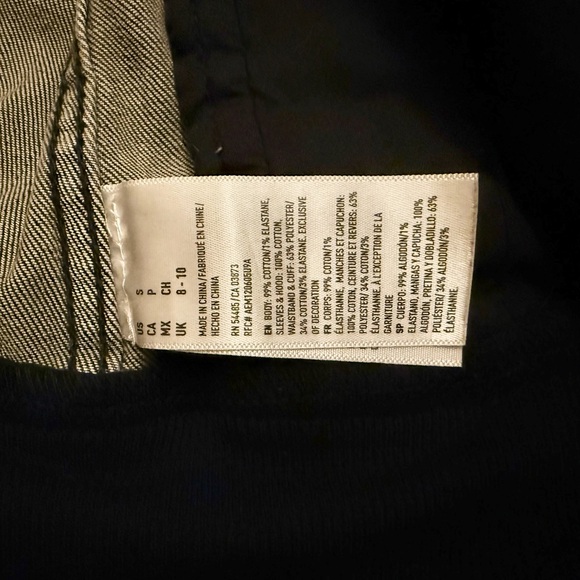 US S
CA P
MX CH
UK 8 - 10
MADE IN CHINA/FABRIQUÉ EN CHINE/
HECHO EN CHINA
RN 54485/CA 03973
EN BODY: 99% COTTON/1% ELASTANE,
SLEEVES & HOOD: 100% COTTON,
WAISTBAND & CUFF: 63% POLYESTER/
34% COTTON/3% ELASTANE, EXCLUSIVE
OF DECORATION
FR CORPS: 99% COTON/1%
ÉLASTHANNE, MANCHES ET CAPUCHON:
100% COTON, CEINTURE ET REVERS: 63%
POLYESTER/ 34% COTON/3%
ÉLASTHANNE. À L'EXCEPTION DE LA
GARNITURE
SP CUERPO: 99% ALGODÓN/1%
ELASTANO, MANGAS Y CAPUCHA: 100%
ALGODÓN, PRETINA Y DOBLADILLO: 63%
POLIÉSTER/ 34% ALGODÓN/3%
ÉLASTHANNE.